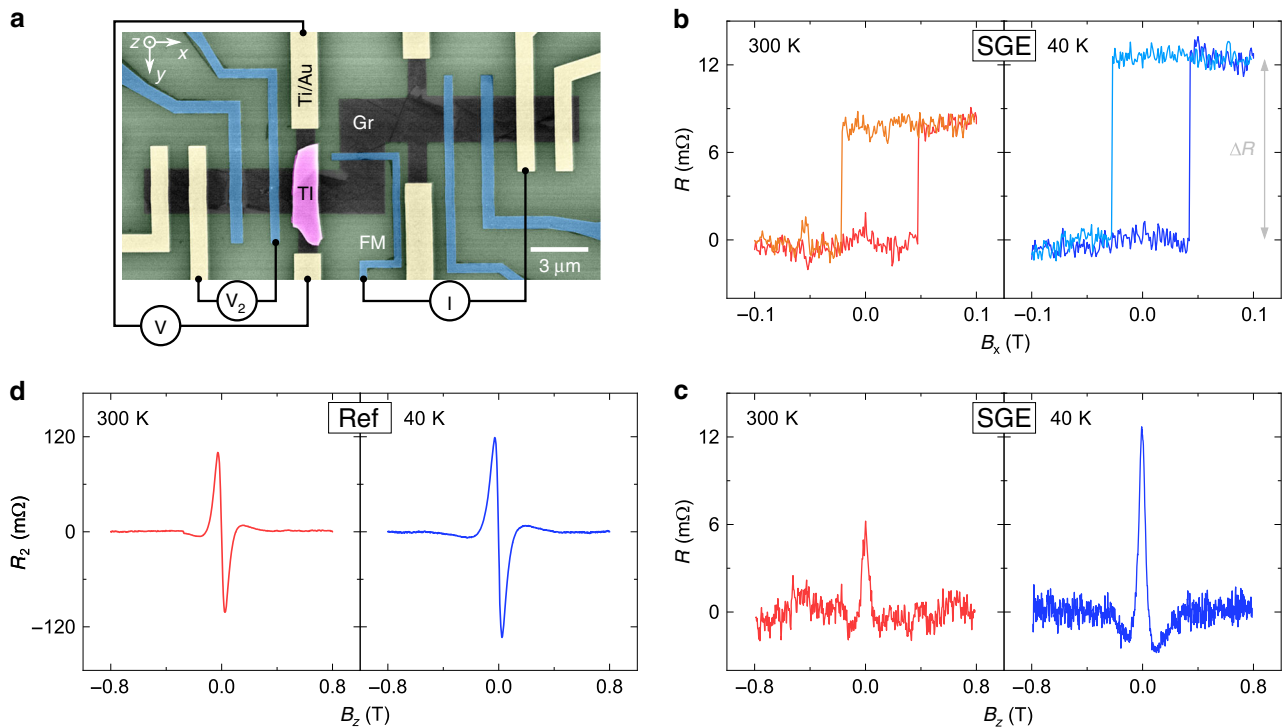 a
z
x
y
Ti/Au
Gr
TI
FM
3 μm
V₂
I
V
b
300 K
SGE
40 K
R (mΩ)
12
6
0
ΔR
−0.1
0.0
0.1
−0.1
0.0
0.1
Bₓ (T)
d
300 K
Ref
40 K
R₂ (mΩ)
120
0
−120
−0.8
0.0
0.8
−0.8
0.0
0.8
B_z (T)
c
300 K
SGE
40 K
R (mΩ)
12
6
0
−0.8
0.0
0.8
−0.8
0.0
0.8
B_z (T)